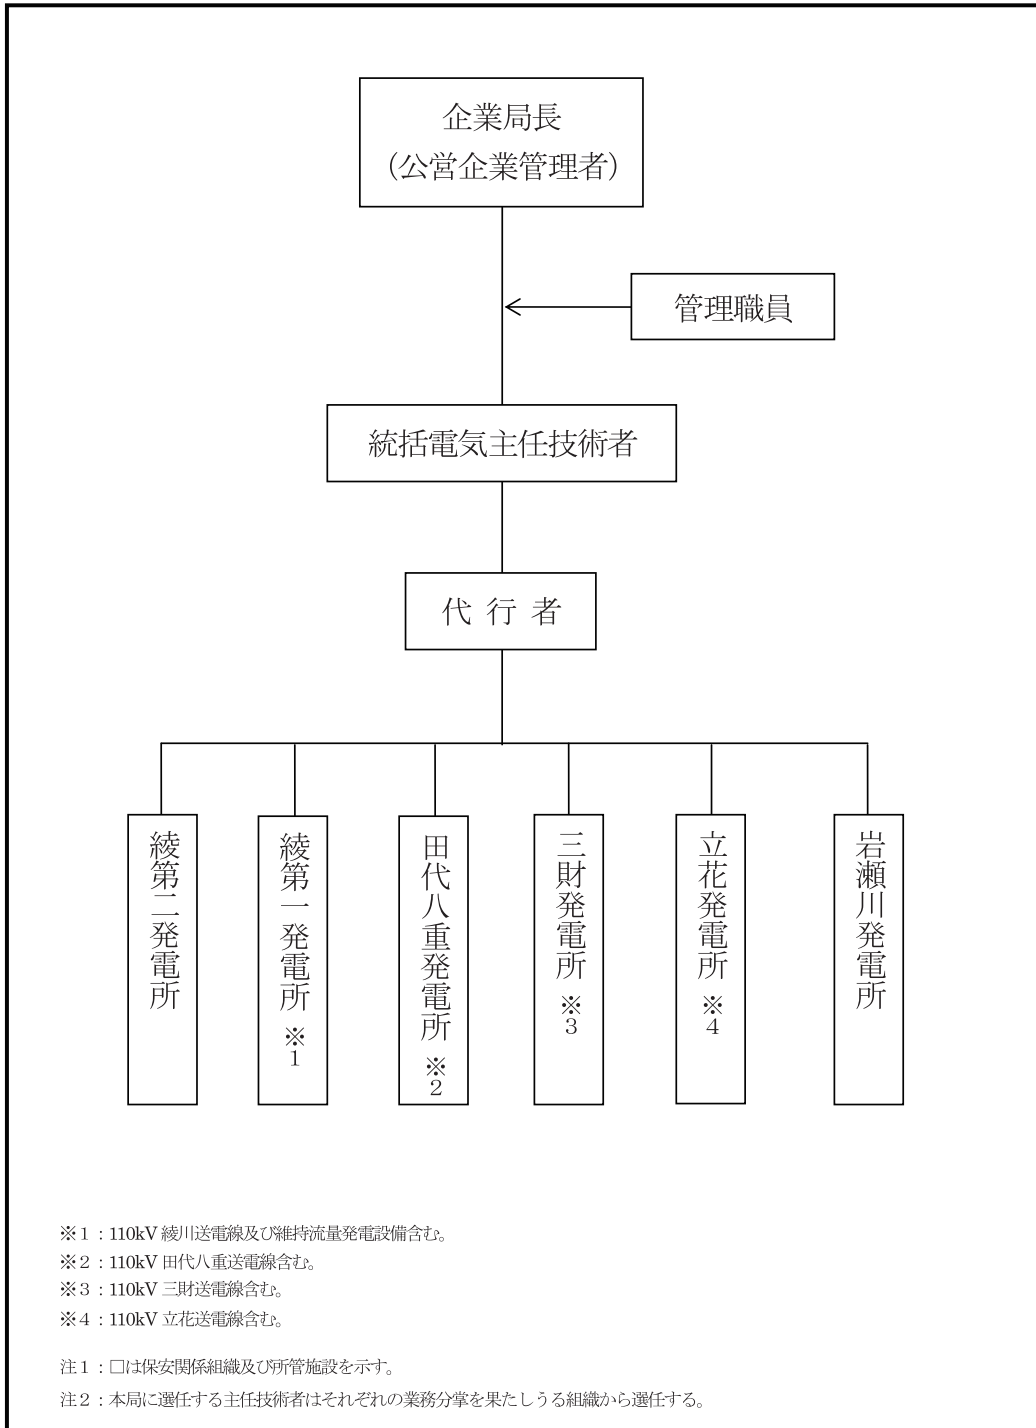 企業局長
（公営企業管理者）
管理職員
統括電気主任技術者
代 行 者
綾第二発電所
綾第一発電所 ※１
田代八重発電所 ※２
三財発電所 ※３
立花発電所 ※４
岩瀬川発電所
※１：110kV 綾川送電線及び維持流量発電設備含む。
※２：110kV 田代八重送電線含む。
※３：110kV 三財送電線含む。
※４：110kV 立花送電線含む。
注１：□は保安関係組織及び所管施設を示す。
注２：本局に選任する主任技術者はそれぞれの業務分掌を果たしうる組織から選任する。